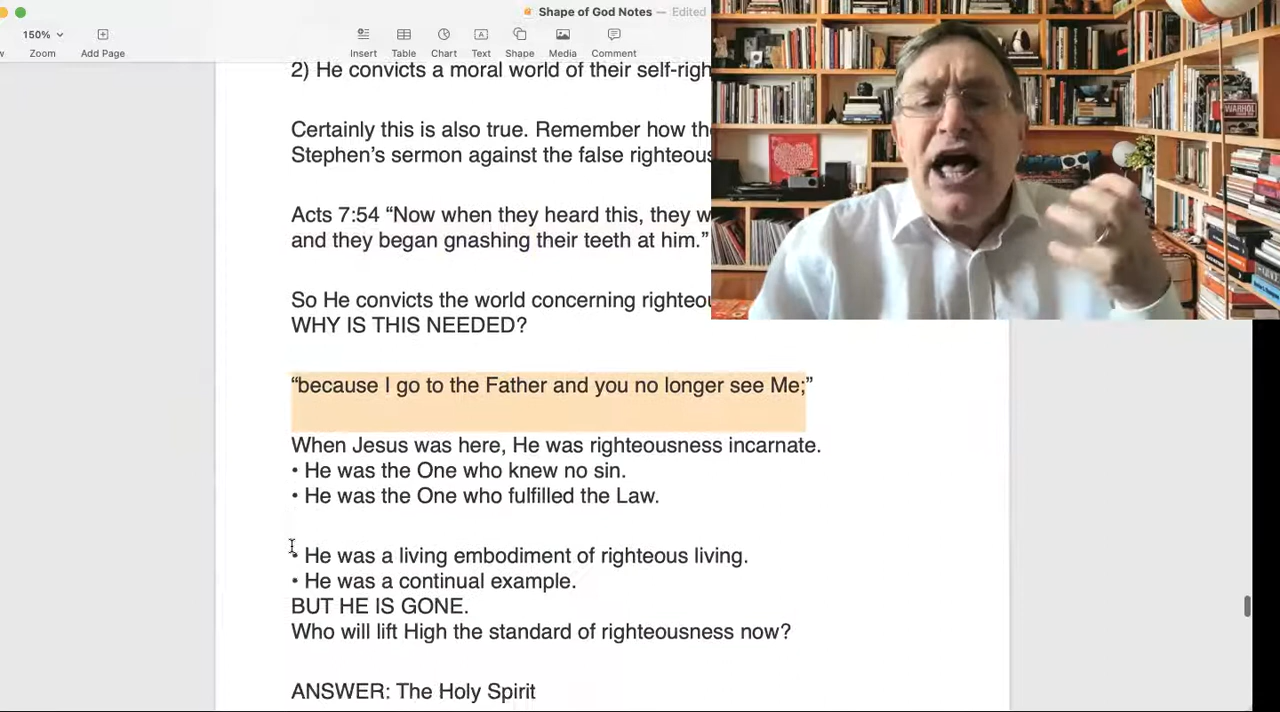 Shape of God Notes — Edited
150%
Zoom
Add Page
Insert
Table
Chart
Text
Shape
Media
Comment
2) He convicts a moral world of their self-righ
Certainly this is also true. Remember how the
Stephen's sermon against the false righteous
Acts 7:54 “Now when they heard this, they w
and they began gnashing their teeth at him.”
So He convicts the world concerning righteou
WHY IS THIS NEEDED?
“because I go to the Father and you no longer see Me;”
When Jesus was here, He was righteousness incarnate.
• He was the One who knew no sin.
• He was the One who fulfilled the Law.
• He was a living embodiment of righteous living.
• He was a continual example.
BUT HE IS GONE.
Who will lift High the standard of righteousness now?
ANSWER: The Holy Spirit
WARHOL